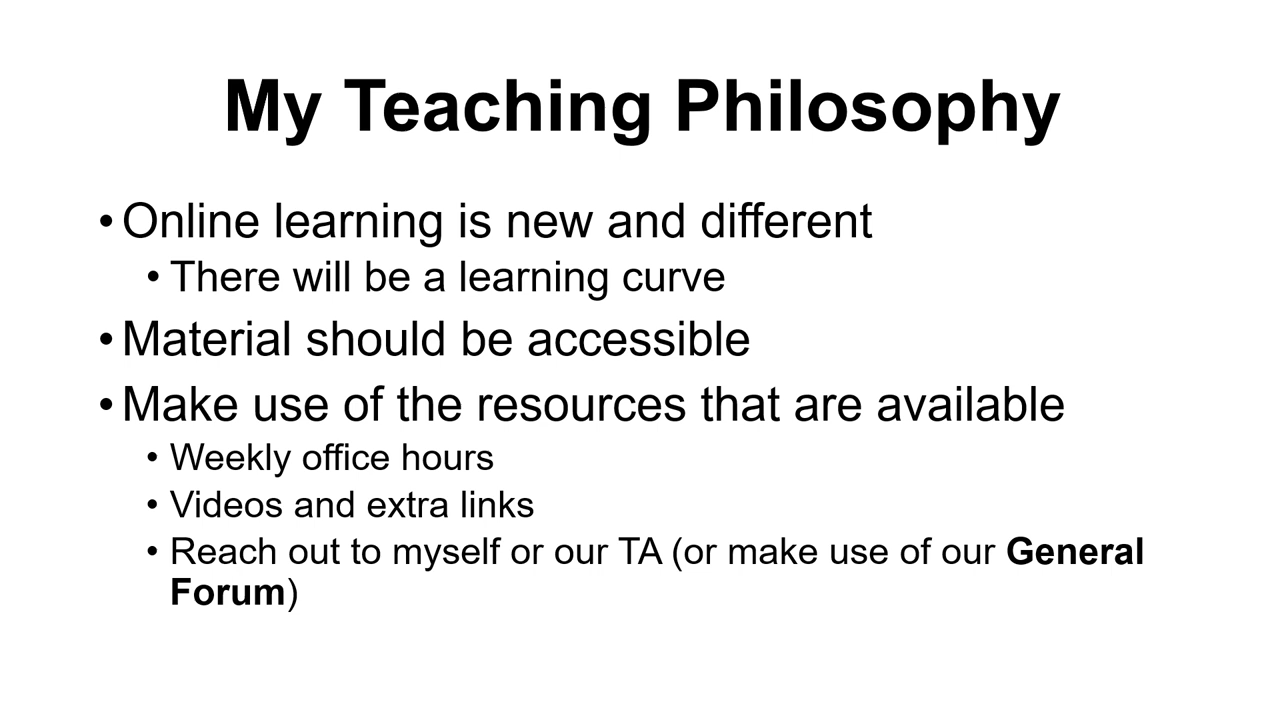 My Teaching Philosophy
• Online learning is new and different
• There will be a learning curve
• Material should be accessible
• Make use of the resources that are available
• Weekly office hours
• Videos and extra links
• Reach out to myself or our TA (or make use of our General
Forum)